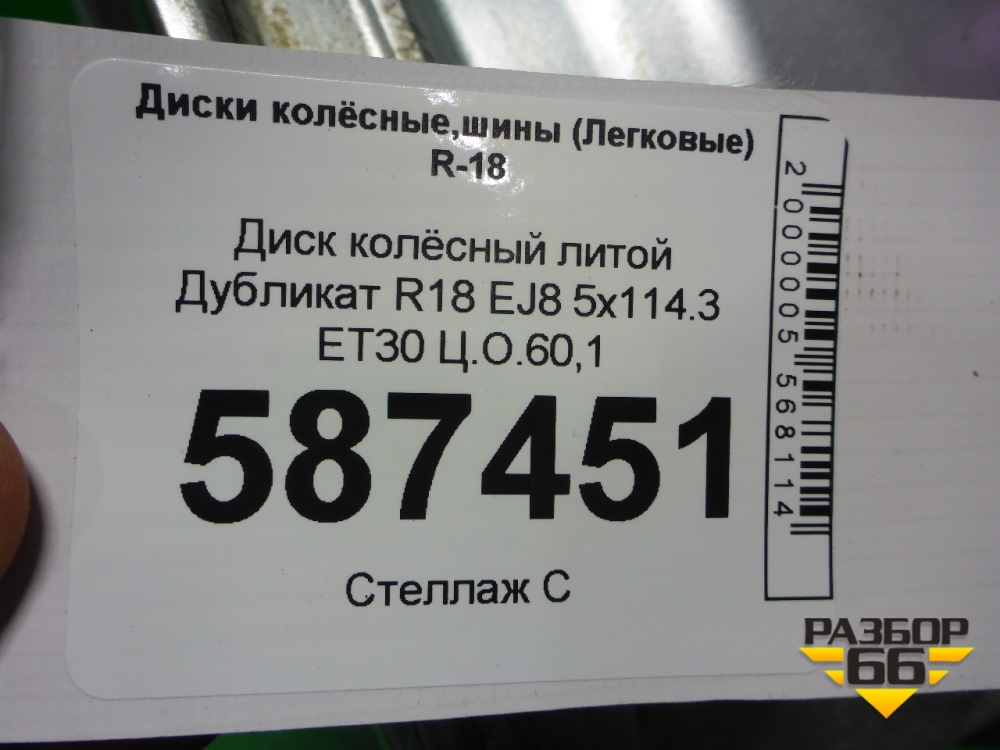 Диски колёсные,шины (Легковые)
R-18
Диск колёсный литой
Дубликат R18 EJ8 5x114.3
ET30 Ц.О.60,1
587451
Стеллаж С
2000005568114
РАЗБОР
66